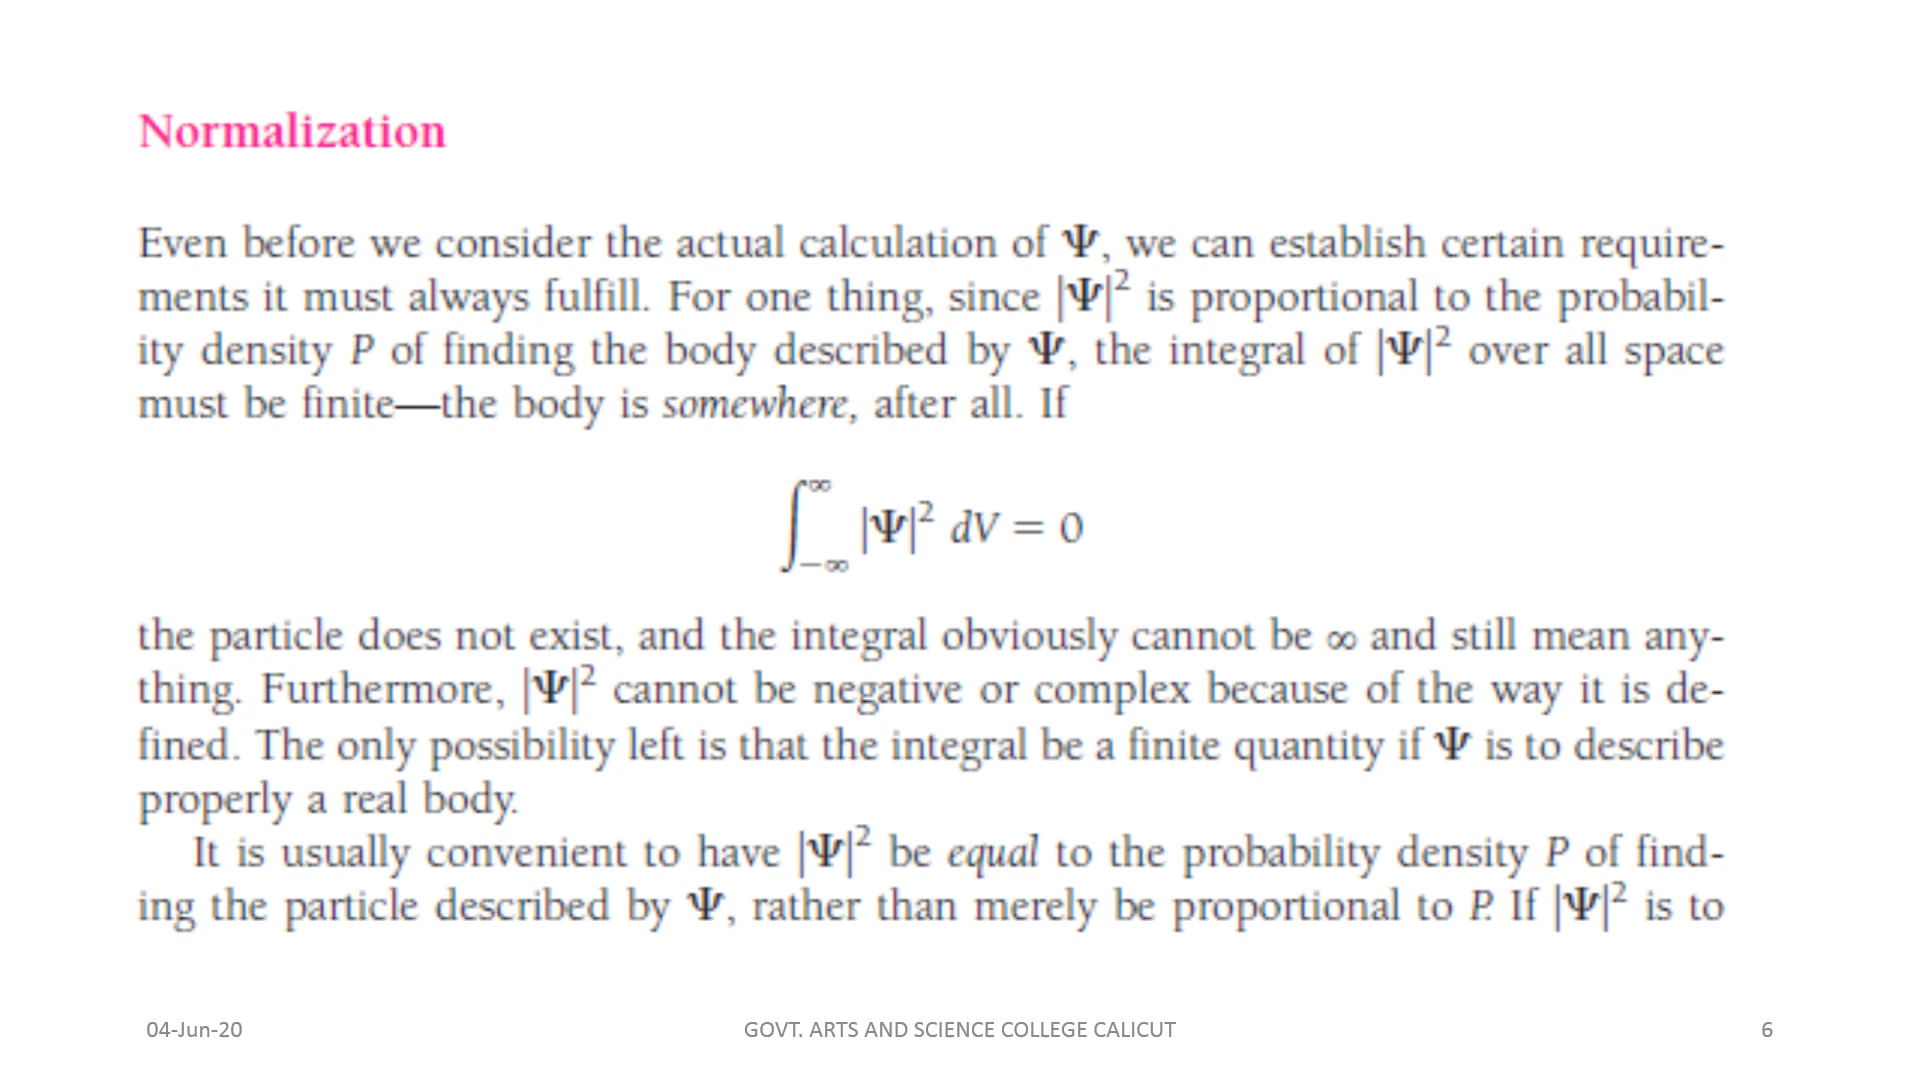 Normalization
Even before we consider the actual calculation of Ψ, we can establish certain require-
ments it must always fulfill. For one thing, since |Ψ|² is proportional to the probabil-
ity density P of finding the body described by Ψ, the integral of |Ψ|² over all space
must be finite—the body is somewhere, after all. If
∫_{−∞}^{∞} |Ψ|² dV = 0
the particle does not exist, and the integral obviously cannot be ∞ and still mean any-
thing. Furthermore, |Ψ|² cannot be negative or complex because of the way it is de-
fined. The only possibility left is that the integral be a finite quantity if Ψ is to describe
properly a real body.
It is usually convenient to have |Ψ|² be equal to the probability density P of find-
ing the particle described by Ψ, rather than merely be proportional to P. If |Ψ|² is to
04-Jun-20
GOVT. ARTS AND SCIENCE COLLEGE CALICUT
6